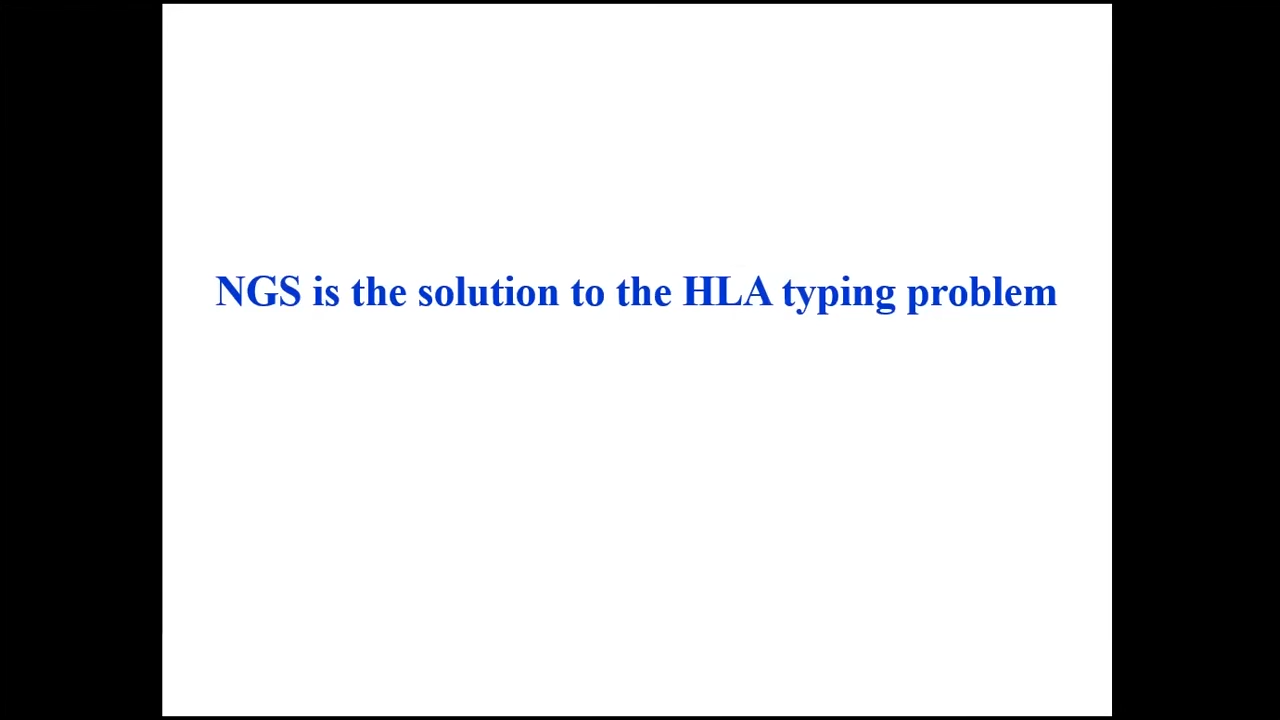 NGS is the solution to the HLA typing problem